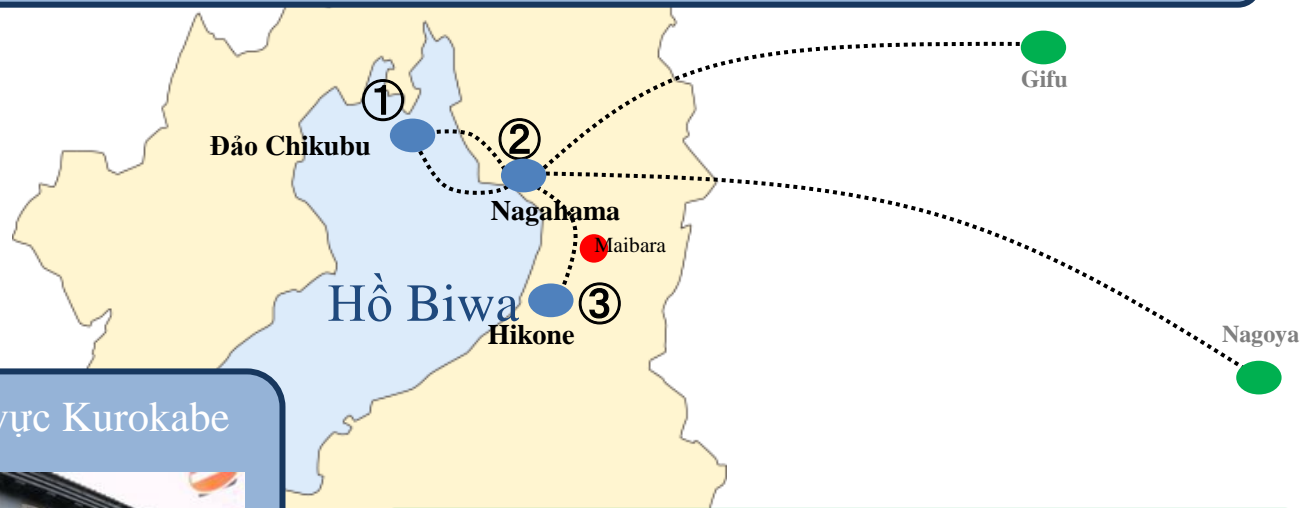 Gifu
①
Đảo Chikubu
②
Nagahama
Maibara
Hồ Biwa
③
Hikone
Nagoya
vực Kurokabe